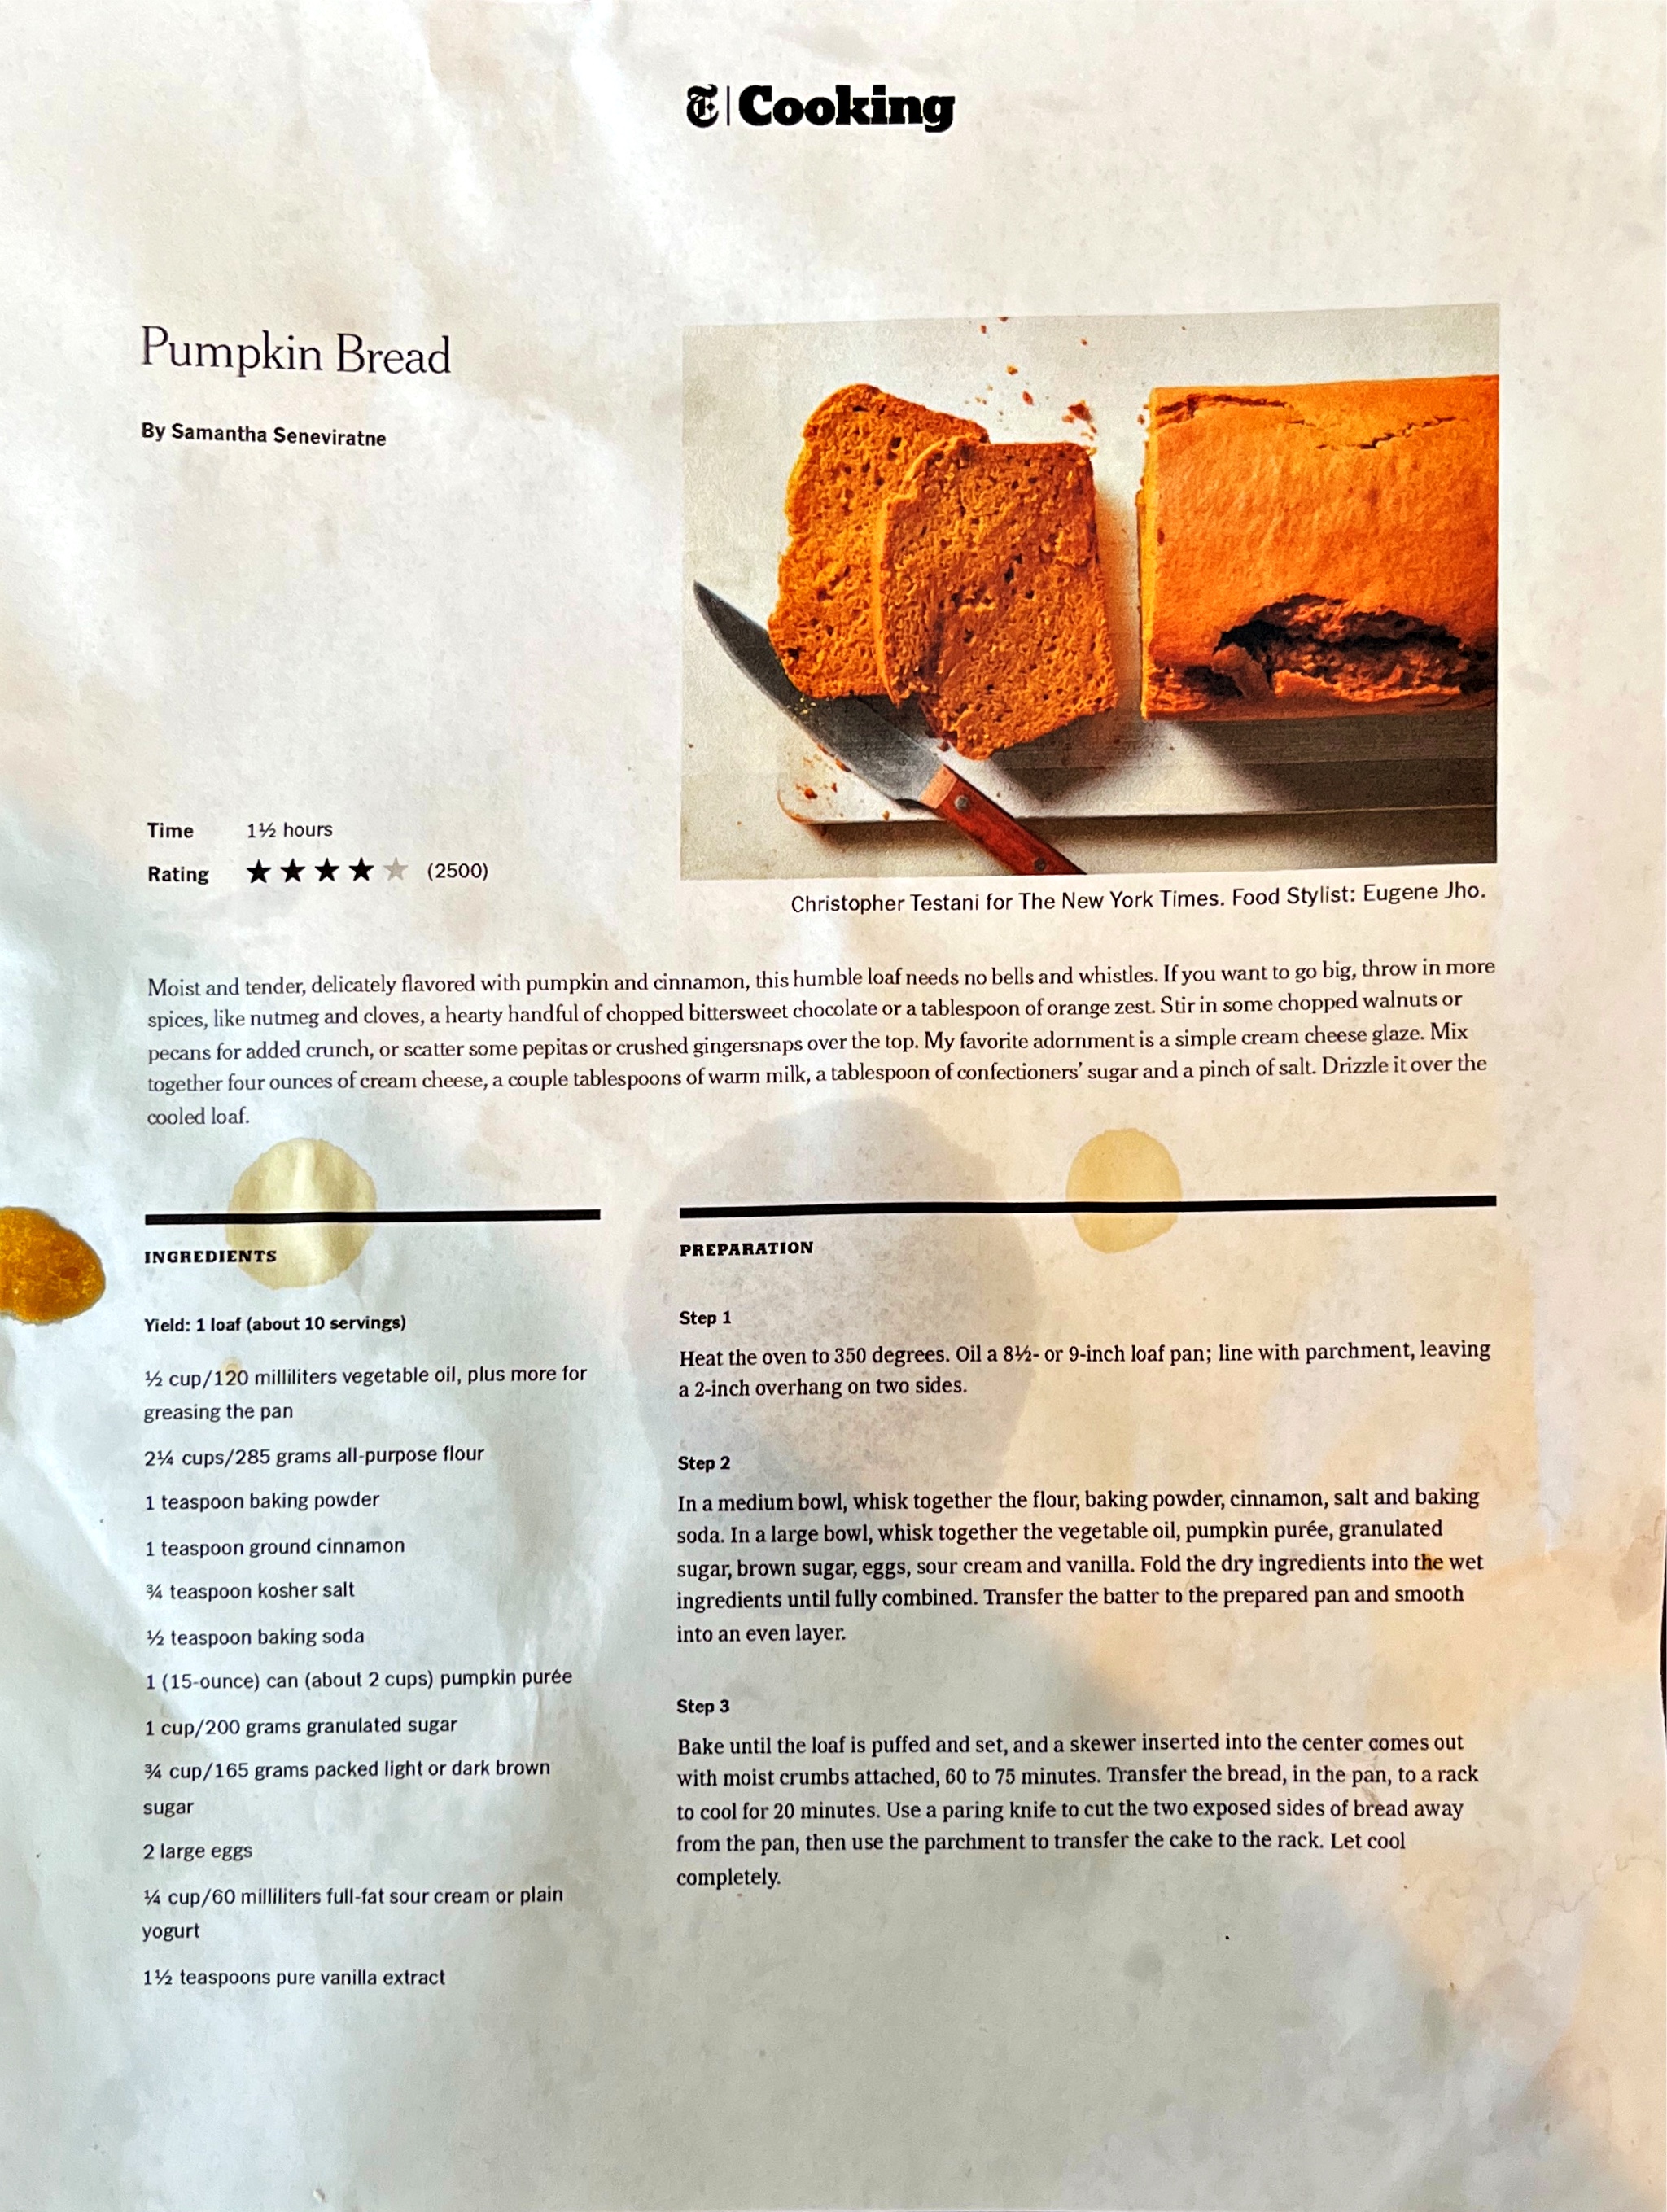 T | Cooking
Pumpkin Bread
By Samantha Seneviratne
Time 1½ hours
Rating ★★★★★ (2500)
Christopher Testani for The New York Times. Food Stylist: Eugene Jho.
Moist and tender, delicately flavored with pumpkin and cinnamon, this humble loaf needs no bells and whistles. If you want to go big, throw in more
spices, like nutmeg and cloves, a hearty handful of chopped bittersweet chocolate or a tablespoon of orange zest. Stir in some chopped walnuts or
pecans for added crunch, or scatter some pepitas or crushed gingersnaps over the top. My favorite adornment is a simple cream cheese glaze. Mix
together four ounces of cream cheese, a couple tablespoons of warm milk, a tablespoon of confectioners’ sugar and a pinch of salt. Drizzle it over the
cooled loaf.
INGREDIENTS
Yield: 1 loaf (about 10 servings)
½ cup/120 milliliters vegetable oil, plus more for
greasing the pan
2¼ cups/285 grams all-purpose flour
1 teaspoon baking powder
1 teaspoon ground cinnamon
¾ teaspoon kosher salt
½ teaspoon baking soda
1 (15-ounce) can (about 2 cups) pumpkin purée
1 cup/200 grams granulated sugar
¾ cup/165 grams packed light or dark brown
sugar
2 large eggs
¼ cup/60 milliliters full-fat sour cream or plain
yogurt
1½ teaspoons pure vanilla extract
PREPARATION
Step 1
Heat the oven to 350 degrees. Oil a 8½- or 9-inch loaf pan; line with parchment, leaving
a 2-inch overhang on two sides.
Step 2
In a medium bowl, whisk together the flour, baking powder, cinnamon, salt and baking
soda. In a large bowl, whisk together the vegetable oil, pumpkin purée, granulated
sugar, brown sugar, eggs, sour cream and vanilla. Fold the dry ingredients into the wet
ingredients until fully combined. Transfer the batter to the prepared pan and smooth
into an even layer.
Step 3
Bake until the loaf is puffed and set, and a skewer inserted into the center comes out
with moist crumbs attached, 60 to 75 minutes. Transfer the bread, in the pan, to a rack
to cool for 20 minutes. Use a paring knife to cut the two exposed sides of bread away
from the pan, then use the parchment to transfer the cake to the rack. Let cool
completely.